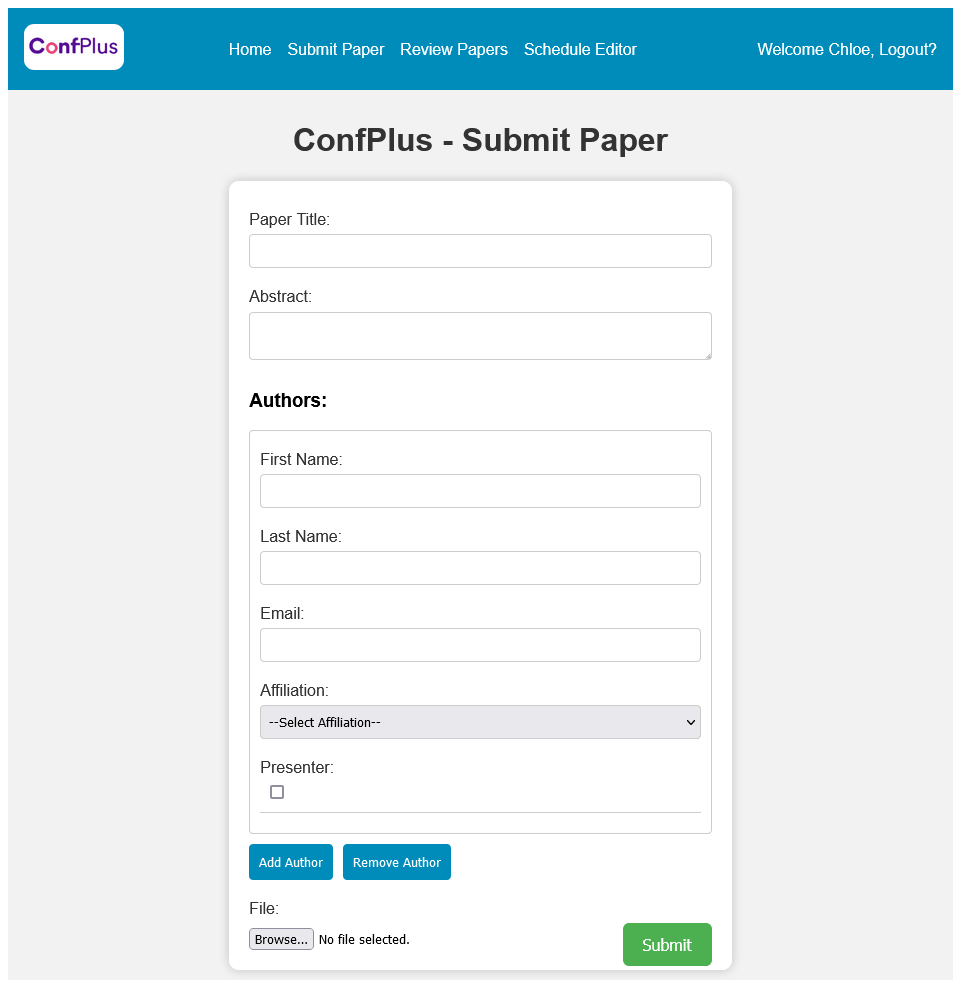 ConfPlus Home Submit Paper Review Papers Schedule Editor Welcome Chloe, Logout?
ConfPlus - Submit Paper
Paper Title:
Abstract:
Authors:
First Name:
Last Name:
Email:
Affiliation:
--Select Affiliation--
Presenter:
Add Author Remove Author
File:
Browse... No file selected. Submit